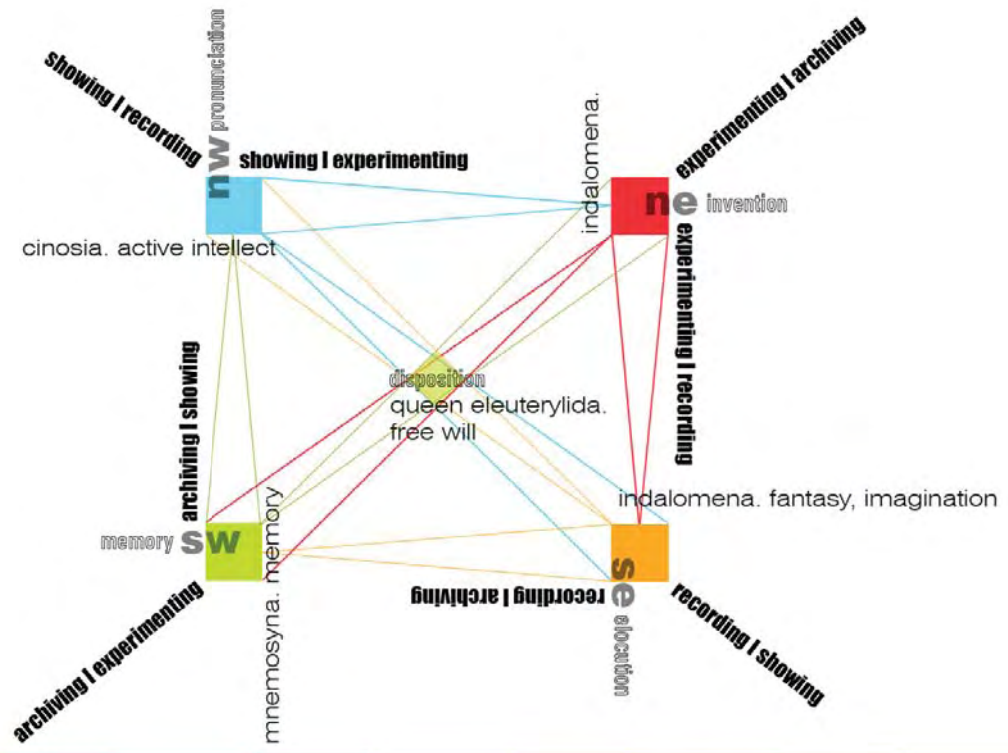 showing I recording
nw pronunciation
showing I experimenting
cinosia. active intellect
indalomena.
experimenting I archiving
ne invention
experimenting I recording
disposition
queen eleuterylida.
free will
archiving I showing
memory sw
mnemosyna. memory
archiving I experimenting
indalomena. fantasy, imagination
recording I archiving
se elocution
recording I showing